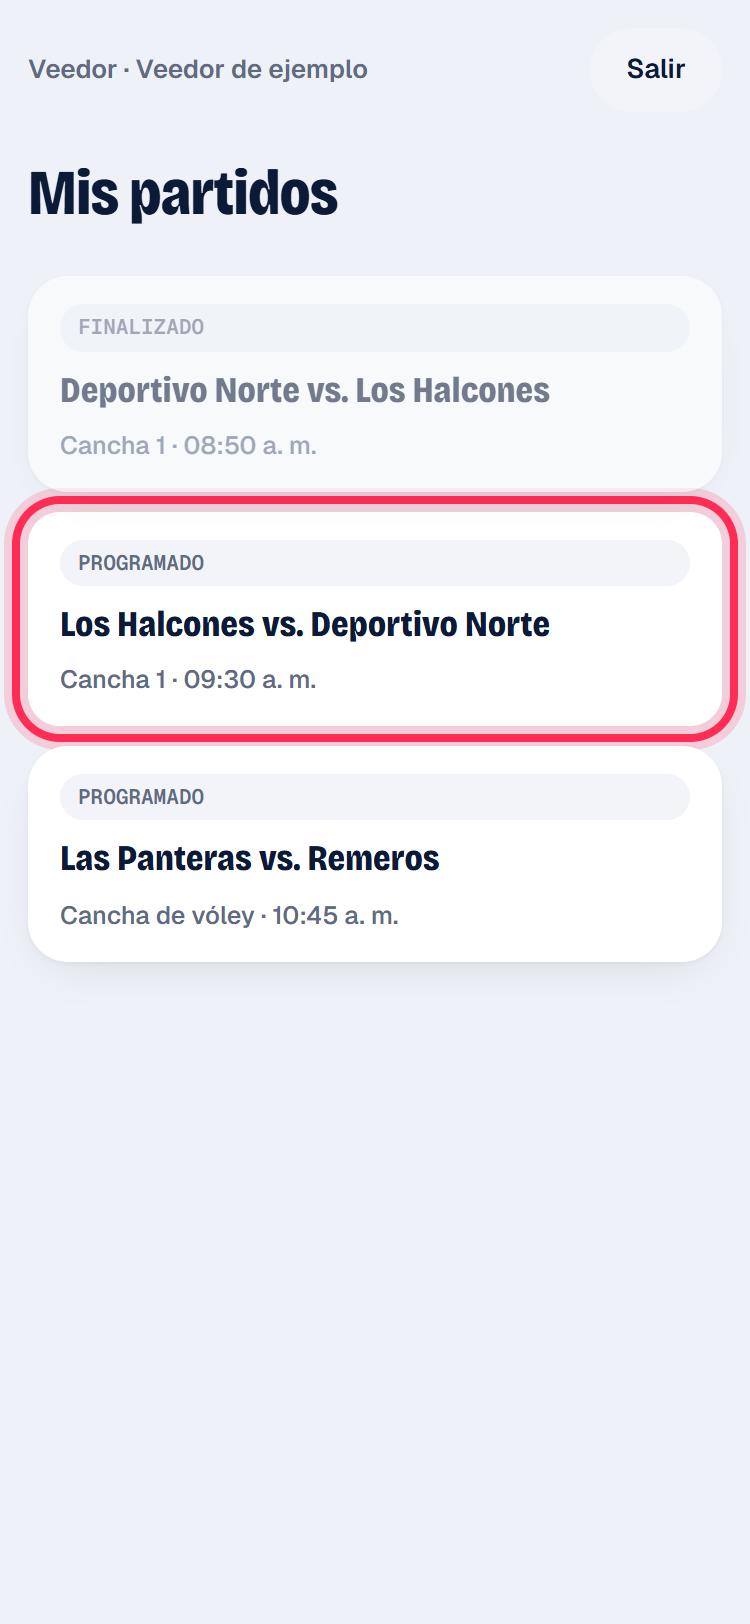 Veedor · Veedor de ejemplo
Salir
Mis partidos
FINALIZADO
Deportivo Norte vs. Los Halcones
Cancha 1 · 08:50 a. m.
PROGRAMADO
Los Halcones vs. Deportivo Norte
Cancha 1 · 09:30 a. m.
PROGRAMADO
Las Panteras vs. Remeros
Cancha de vóley · 10:45 a. m.